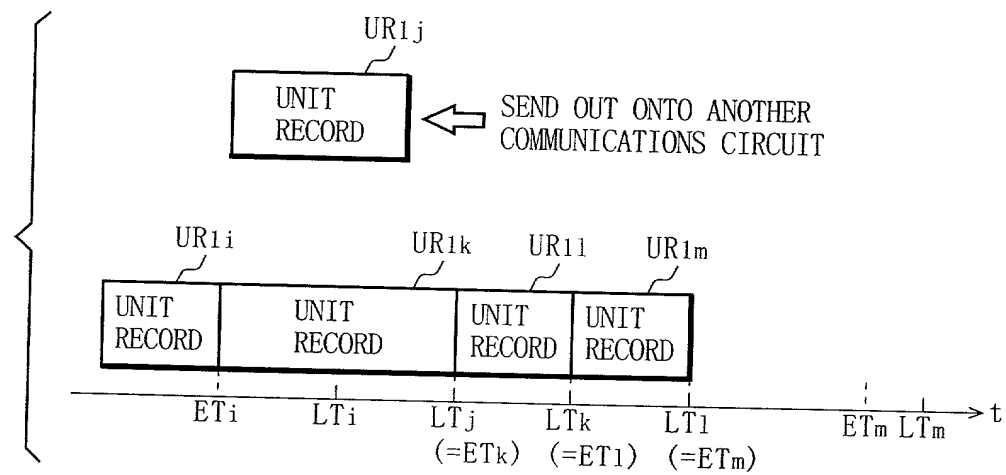 UR1j
UNIT
RECORD
SEND OUT ONTO ANOTHER
COMMUNICATIONS CIRCUIT
UR1i
UR1k
UR1l
UR1m
UNIT
RECORD
UNIT
RECORD
UNIT
RECORD
UNIT
RECORD
ETi
LTi
LTj
LTk
LTl
ETm
LTm
t
(=ETk)
(=ETl)
(=ETm)